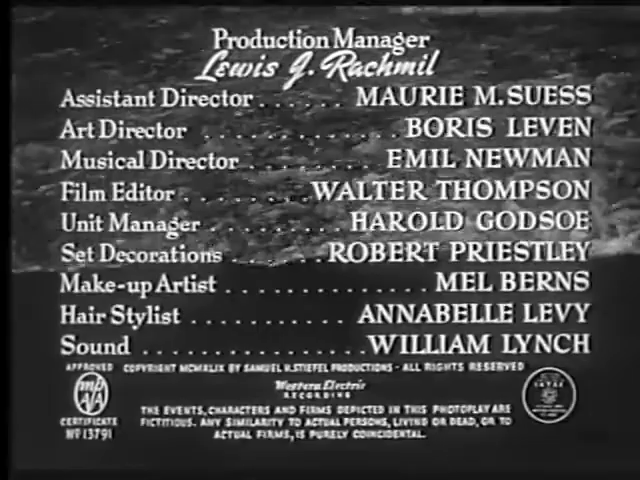 Production Manager
Lewis J. Rachmil
Assistant Director . . . . . . MAURIE M. SUESS
Art Director . . . . . . . . . . . . . BORIS LEVEN
Musical Director . . . . . . . . EMIL NEWMAN
Film Editor . . . . . . . . WALTER THOMPSON
Unit Manager . . . . . . . . HAROLD GODSOE
Set Decorations . . . . . . ROBERT PRIESTLEY
Make-up Artist . . . . . . . . . . . . . MEL BERNS
Hair Stylist . . . . . . . . . . ANNABELLE LEVY
Sound . . . . . . . . . . . . . . . WILLIAM LYNCH
APPROVED COPYRIGHT MCMXLIX BY SAMUEL H. STIEFEL PRODUCTIONS - ALL RIGHTS RESERVED
Western Electric
RECORDING
CERTIFICATE
Nº 13791
THE EVENTS, CHARACTERS AND FIRMS DEPICTED IN THIS PHOTOPLAY ARE
FICTITIOUS. ANY SIMILARITY TO ACTUAL PERSONS, LIVING OR DEAD, OR TO
ACTUAL FIRMS, IS PURELY COINCIDENTAL.
IATSE